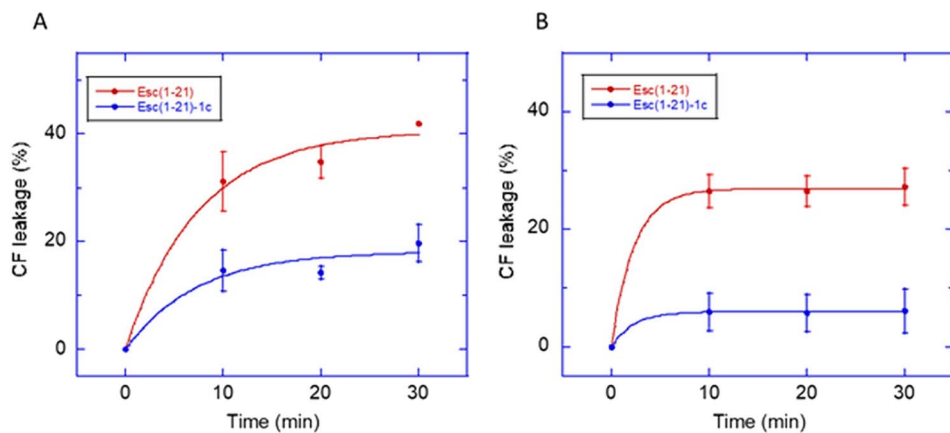 A
Esc(1-21)
Esc(1-21)-1c
CF leakage (%)
40
20
0
0 10 20 30
Time (min)
B
Esc(1-21)
Esc(1-21)-1c
CF leakage (%)
40
20
0
0 10 20 30
Time (min)